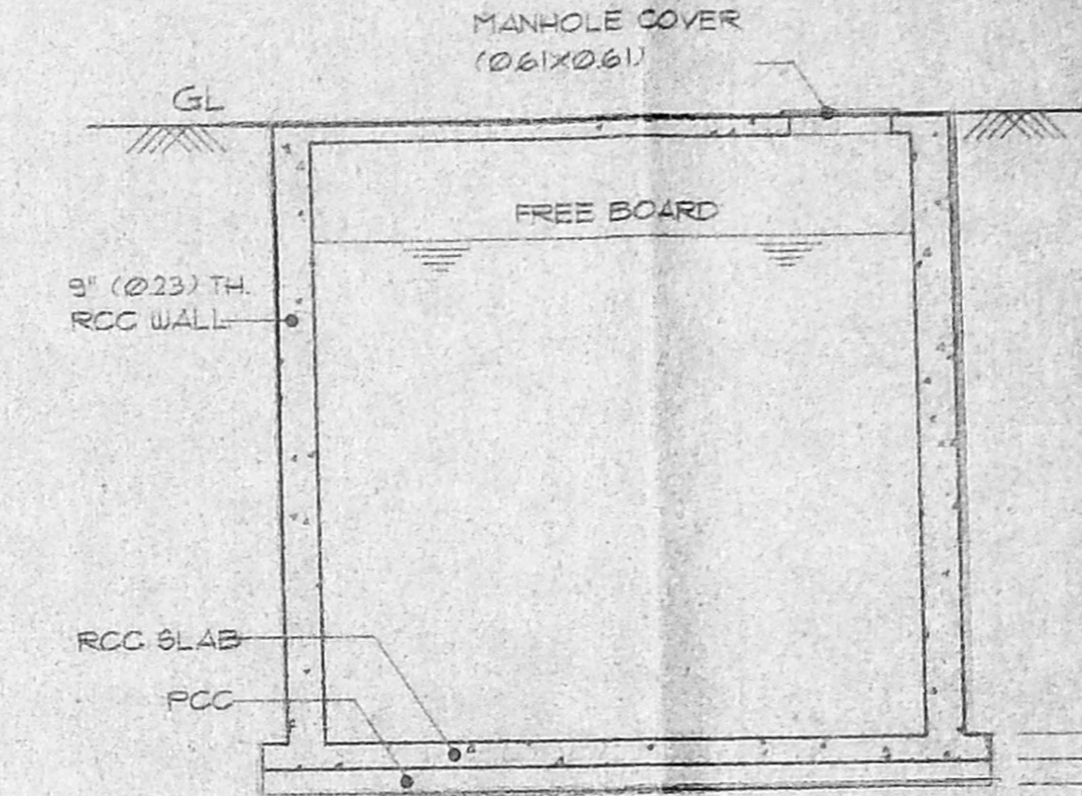 MANHOLE COVER
(0.61X0.61)
GL
FREE BOARD
9" (0.23) TH.
RCC WALL
RCC SLAB
PCC